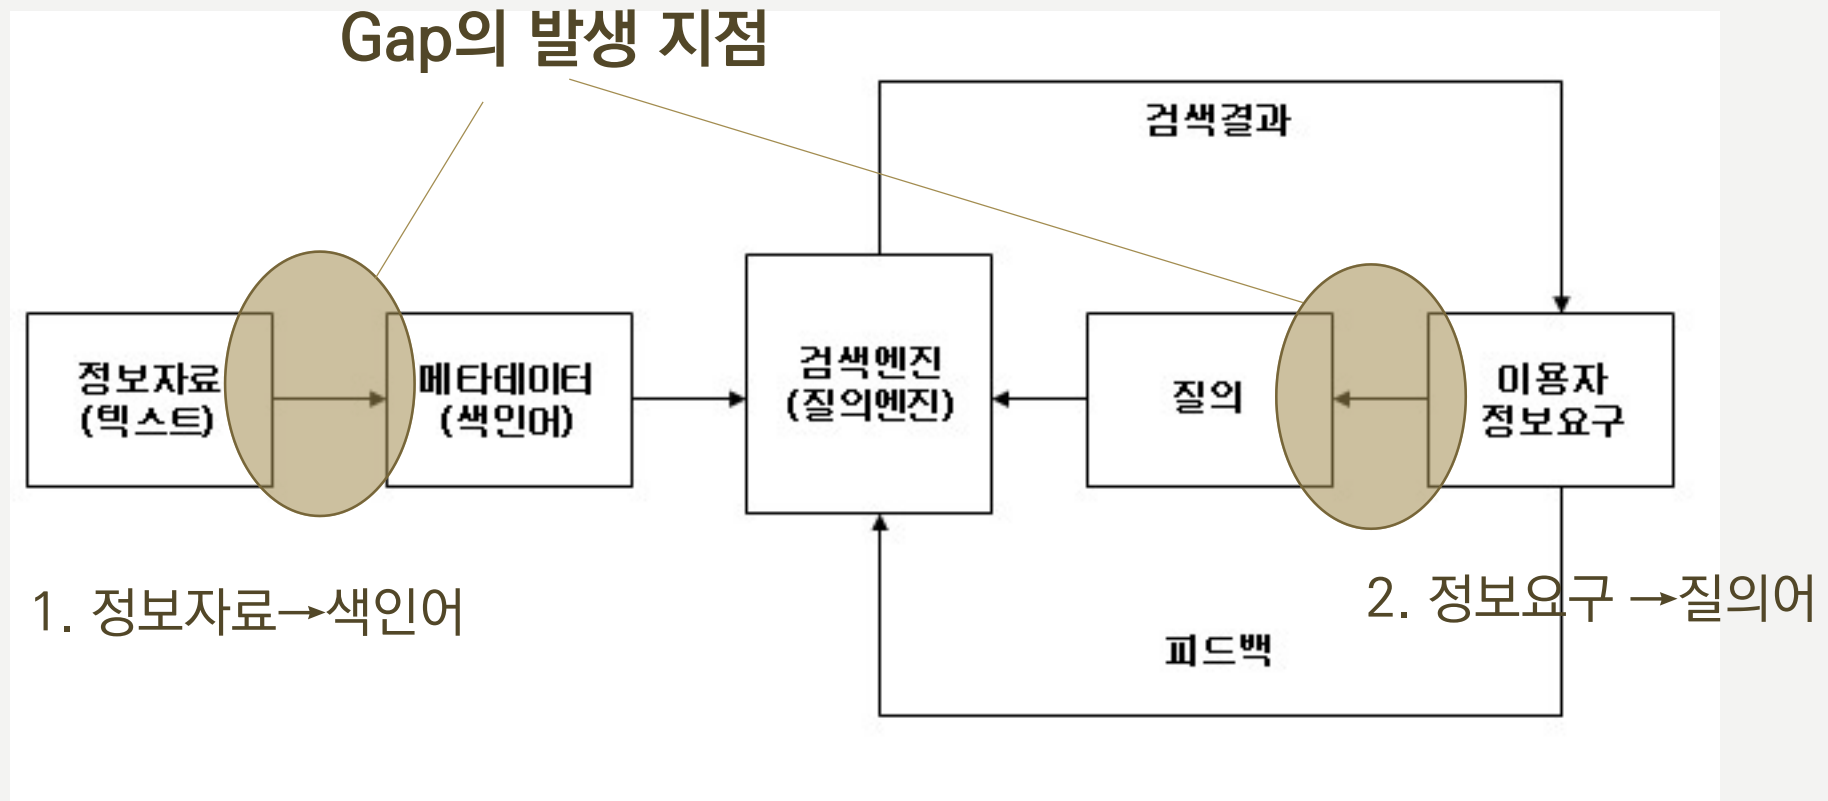 Gap의 발생 지점
검색결과
정보자료
(텍스트)
메타데이터
(색인어)
검색엔진
(질의엔진)
질의
이용자
정보요구
1. 정보자료→색인어
2. 정보요구 →질의어
피드백